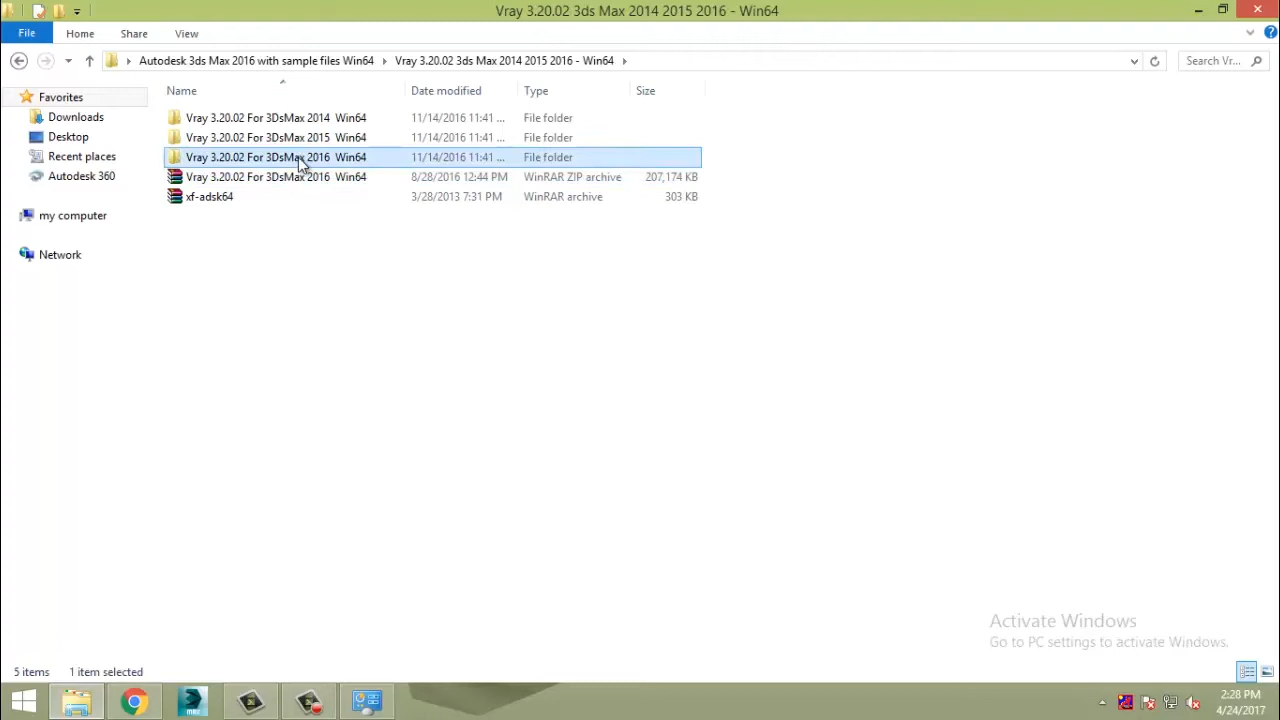 Vray 3.20.02 3ds Max 2014 2015 2016 - Win64
File Home Share View
Autodesk 3ds Max 2016 with sample files Win64 Vray 3.20.02 3ds Max 2014 2015 2016 - Win64 Search Vr...
Name Date modified Type Size
Favorites
Downloads
Desktop
Recent places
Autodesk 360
my computer
Network
Vray 3.20.02 For 3DsMax 2014 Win64 11/14/2016 11:41 ... File folder
Vray 3.20.02 For 3DsMax 2015 Win64 11/14/2016 11:41 ... File folder
Vray 3.20.02 For 3DsMax 2016 Win64 11/14/2016 11:41 ... File folder
Vray 3.20.02 For 3DsMax 2016 Win64 8/28/2016 12:44 PM WinRAR ZIP archive 207,174 KB
xf-adsk64 3/28/2013 7:31 PM WinRAR archive 303 KB
Activate Windows
Go to PC settings to activate Windows.
5 items 1 item selected
2:28 PM
4/24/2017